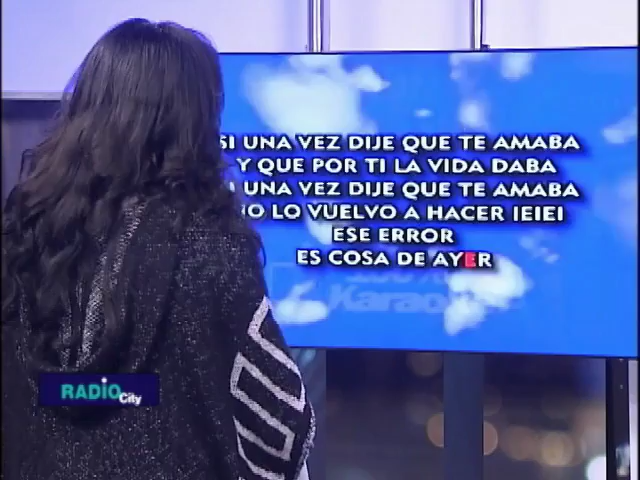 SI UNA VEZ DIJE QUE TE AMABA
Y QUE POR TI LA VIDA DABA
I UNA VEZ DIJE QUE TE AMABA
NO LO VUELVO A HACER IEIEI
ESE ERROR
ES COSA DE AYER
Karaoke
RADIO City